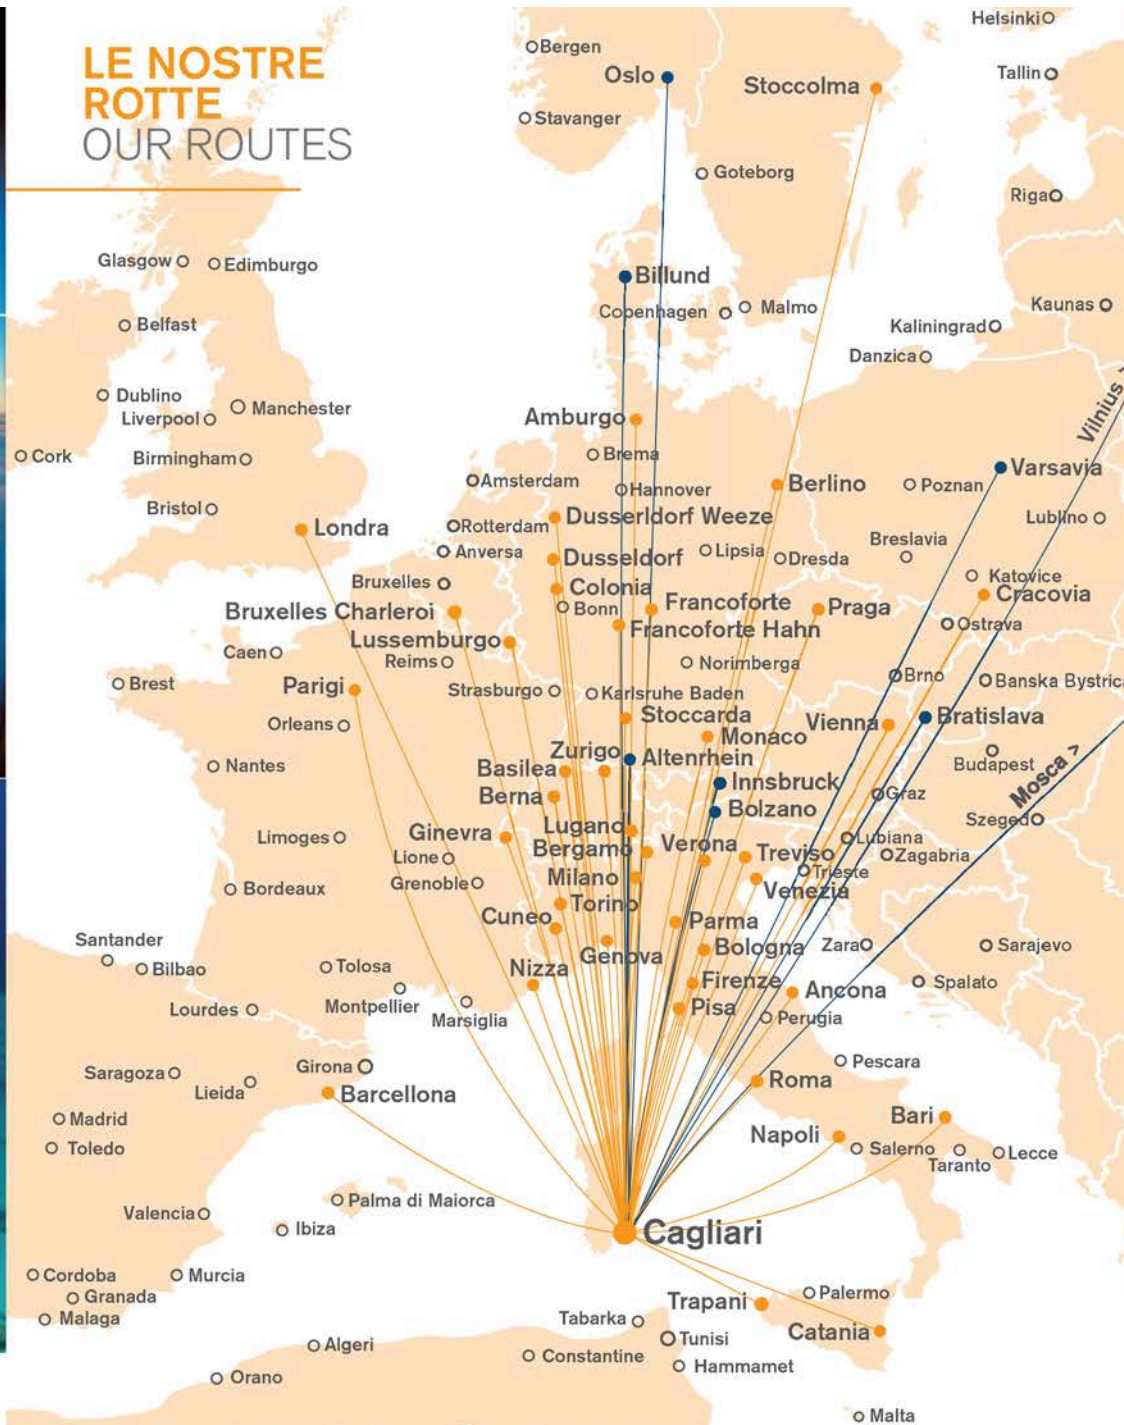 LE NOSTRE
ROTTE
OUR ROUTES
Helsinki
Bergen
Oslo
Stoccolma
Tallin
Stavanger
Goteborg
Riga
Glasgow
Edimburgo
Billund
Copenhagen
Malmo
Kaunas
Belfast
Kaliningrad
Danzica
Dublino
Liverpool
Manchester
Amburgo
Vilnius >
Cork
Birmingham
Brema
Varsavia
Amsterdam
Hannover
Berlino
Poznan
Bristol
Londra
Rotterdam
Dusserldorf Weeze
Lublino
Anversa
Dusseldorf
Lipsia
Dresda
Breslavia
Bruxelles
Colonia
Katovice
Cracovia
Bruxelles Charleroi
Bonn
Francoforte
Praga
Lussemburgo
Francoforte Hahn
Ostrava
Caen
Reims
Norimberga
Brest
Parigi
Strasburgo
Karlsruhe Baden
Brno
Banska Bystrica
Orleans
Stoccarda
Vienna
Bratislava
Monaco
Nantes
Zurigo
Altenrhein
Budapest
Basilea
Innsbruck
Mosca >
Berna
Bolzano
Graz
Szeged
Limoges
Ginevra
Lugano
Verona
Lubiana
Lione
Bergamo
Treviso
Zagabria
Bordeaux
Grenoble
Milano
Trieste
Venezia
Torino
Cuneo
Parma
Santander
Bilbao
Tolosa
Genova
Bologna
Zara
Sarajevo
Nizza
Firenze
Ancona
Spalato
Lourdes
Montpellier
Marsiglia
Pisa
Perugia
Saragoza
Girona
Pescara
Lieida
Barcellona
Roma
Madrid
Bari
Toledo
Napoli
Salerno
Taranto
Lecce
Valencia
Palma di Maiorca
Ibiza
Cagliari
Cordoba
Murcia
Granada
Malaga
Palermo
Trapani
Tabarka
Catania
Algeri
Tunisi
Constantine
Hammamet
Orano
Malta